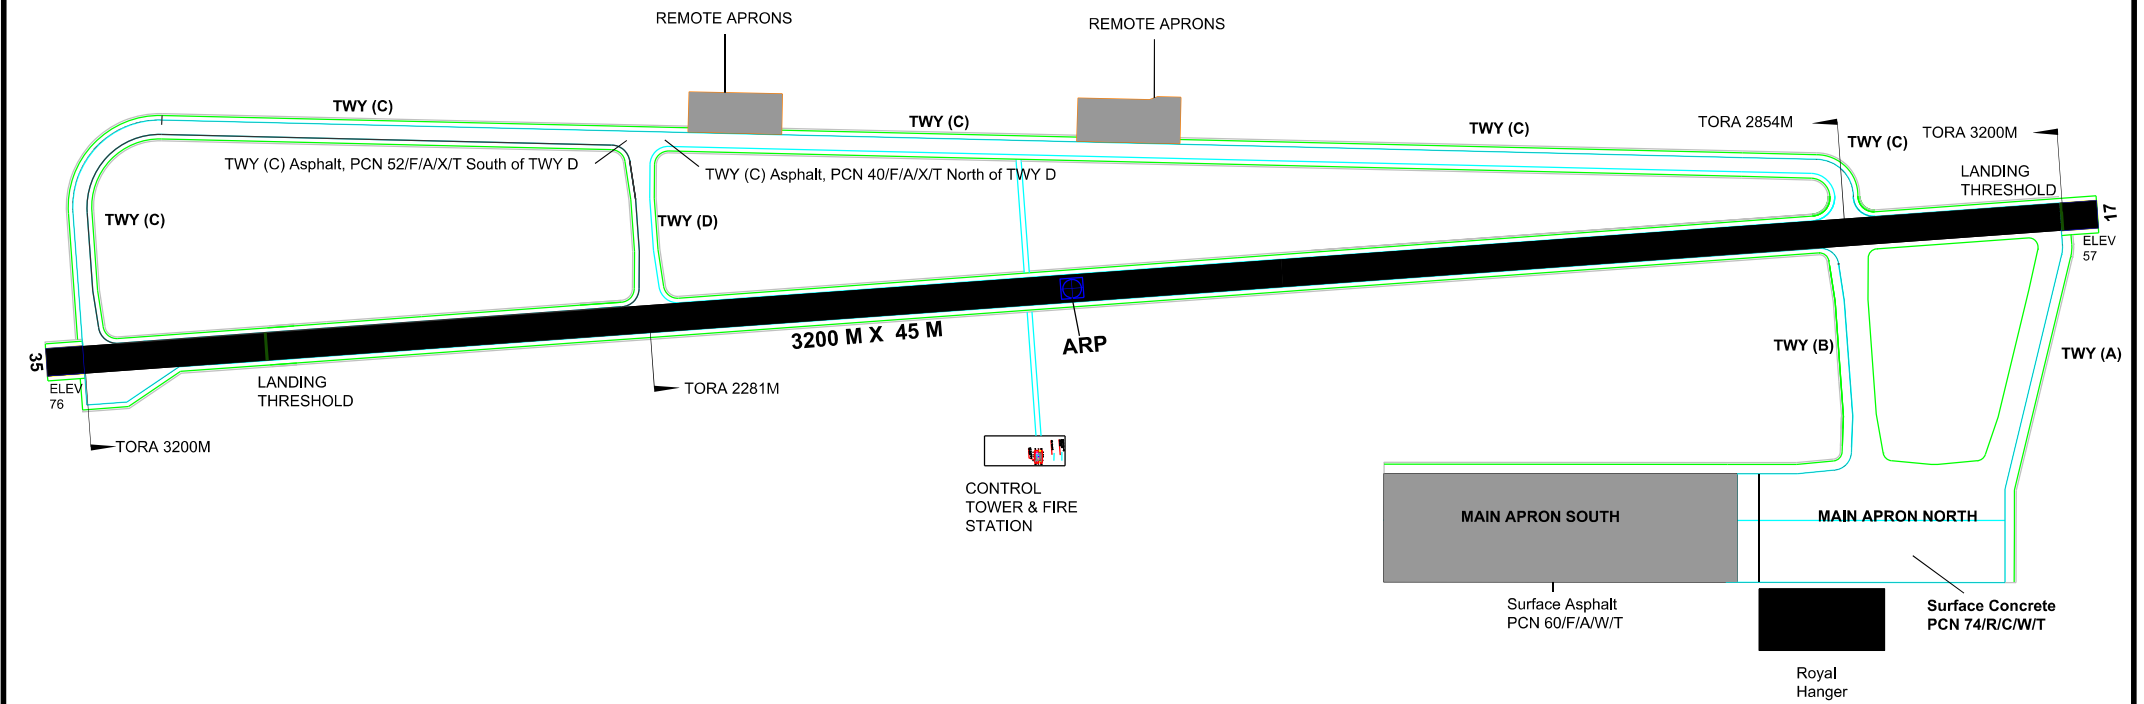 REMOTE APRONS
REMOTE APRONS
TWY (C)
TWY (C)
TWY (C)
TORA 2854M
TWY (C)
TORA 3200M
TWY (C) Asphalt, PCN 52/F/A/X/T South of TWY D
TWY (C) Asphalt, PCN 40/F/A/X/T North of TWY D
LANDING
THRESHOLD
TWY (C)
TWY (D)
17
ELEV
57
35
ELEV
76
3200 M X 45 M
ARP
TWY (B)
TWY (A)
LANDING
THRESHOLD
TORA 2281M
TORA 3200M
CONTROL
TOWER & FIRE
STATION
MAIN APRON SOUTH
MAIN APRON NORTH
Surface Asphalt
PCN 60/F/A/W/T
Surface Concrete
PCN 74/R/C/W/T
Royal
Hanger